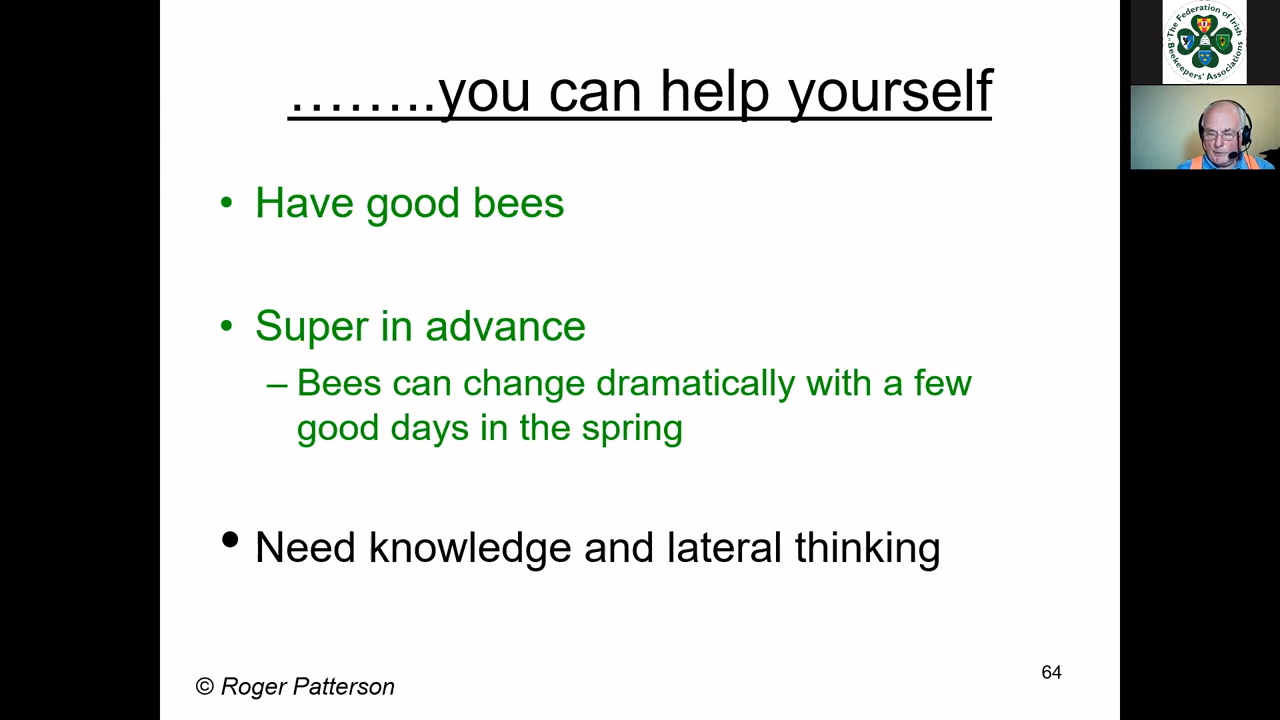 ……..you can help yourself
• Have good bees
• Super in advance
– Bees can change dramatically with a few
good days in the spring
• Need knowledge and lateral thinking
© Roger Patterson
64
The Federation of Irish
Beekeepers' Associations